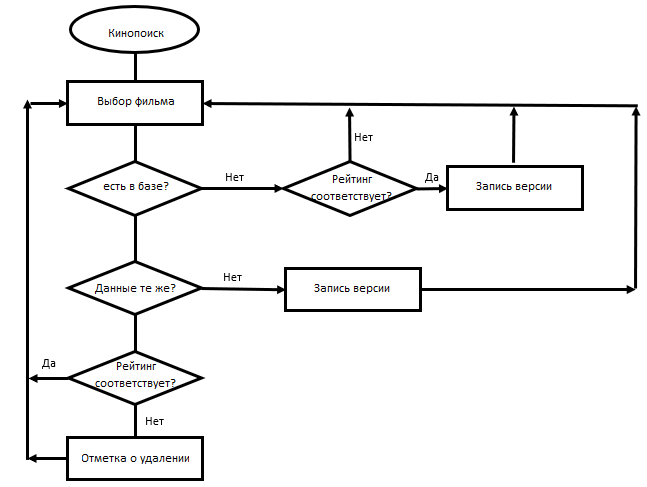 Кинопоиск
Выбор фильма
Нет
есть в базе?
Нет
Рейтинг
соответствует?
Да
Запись версии
Данные те же?
Нет
Запись версии
Да
Рейтинг
соответствует?
Нет
Отметка о удалении